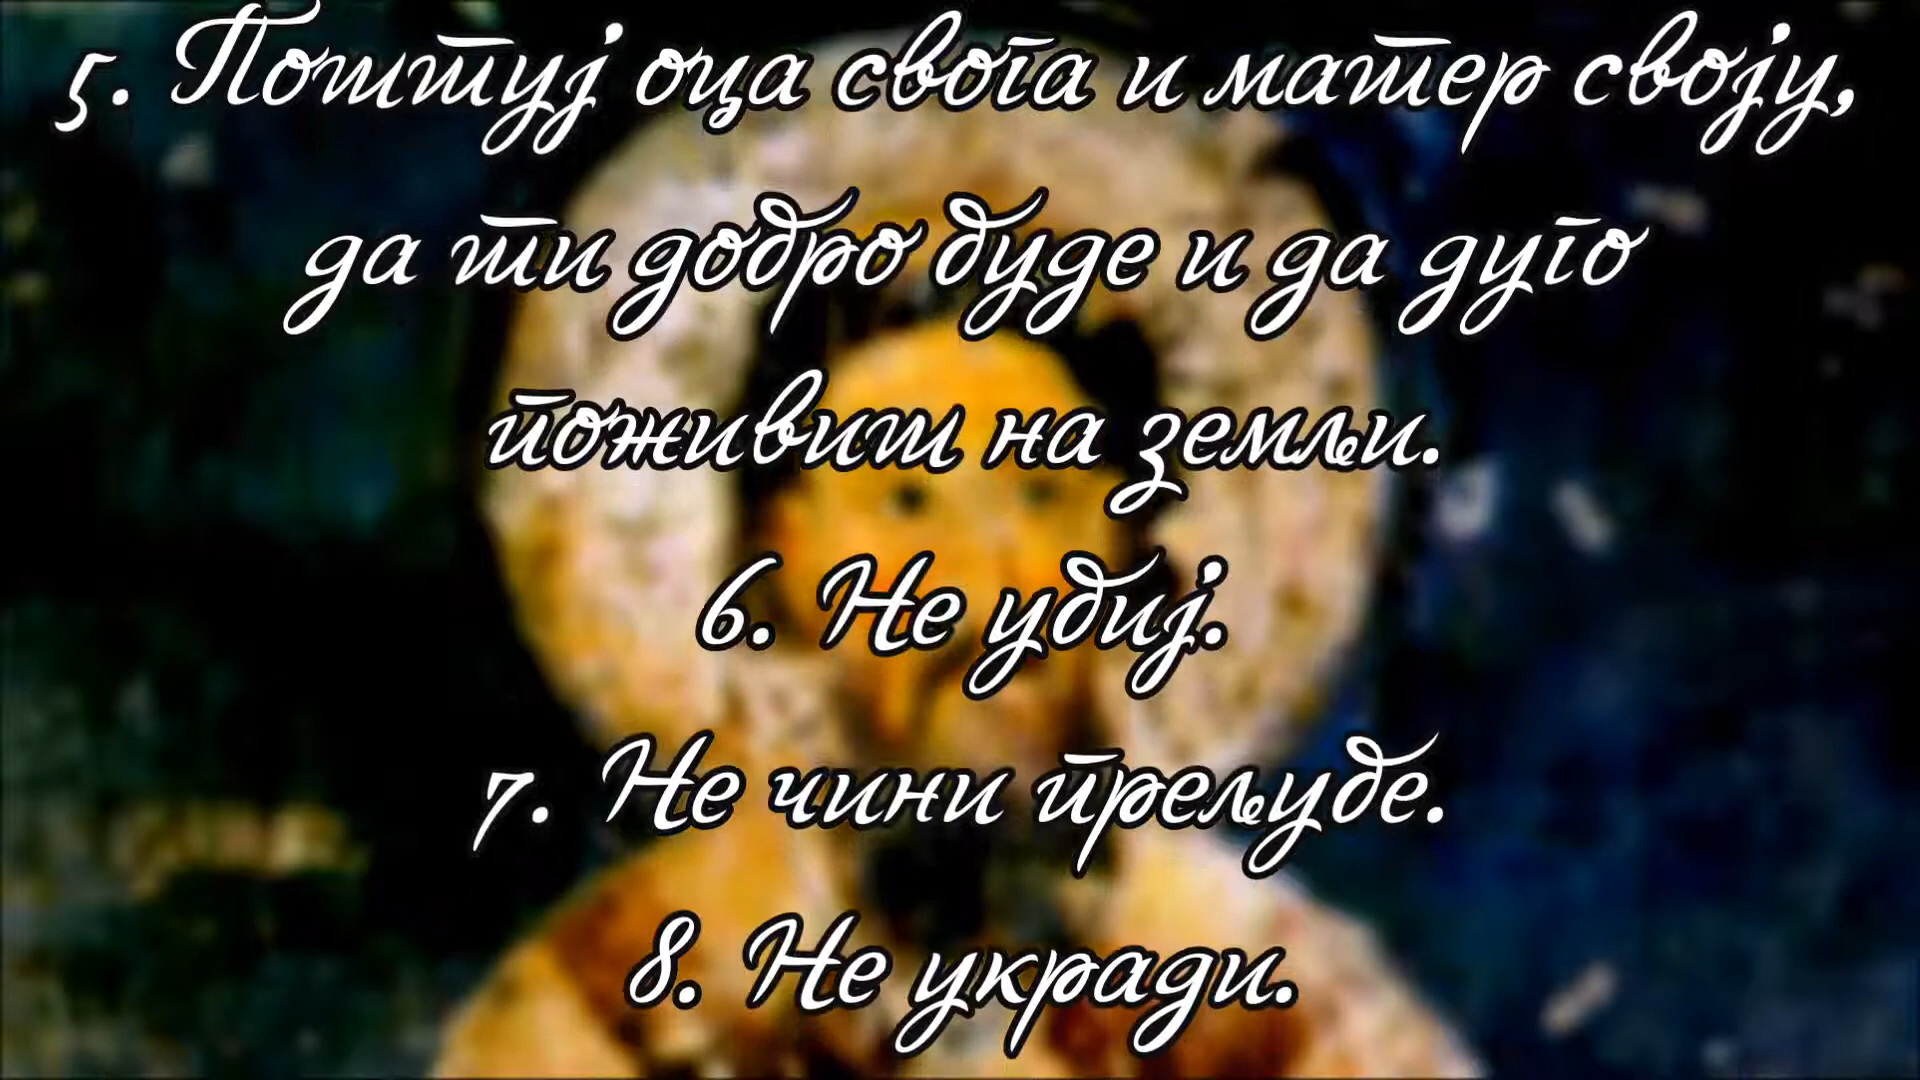 5. Поштуј оца свога и матер своју,
да ти добро буде и да дуго
поживиш на земљи.
6. Не убиј.
7. Не чини прељубе.
8. Не укради.